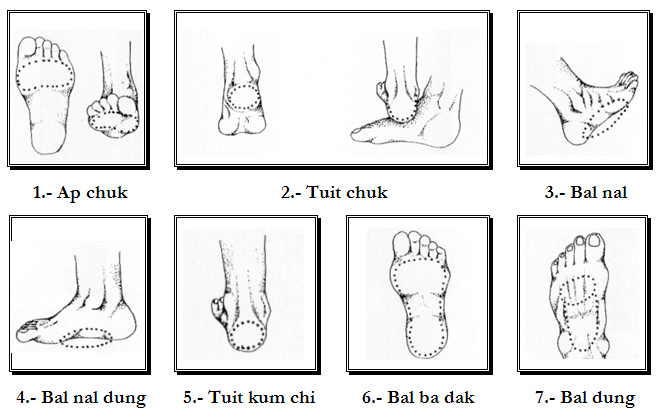 1.- Ap chuk
2.- Tuit chuk
3.- Bal nal
4.- Bal nal dung
5.- Tuit kum chi
6.- Bal ba dak
7.- Bal dung